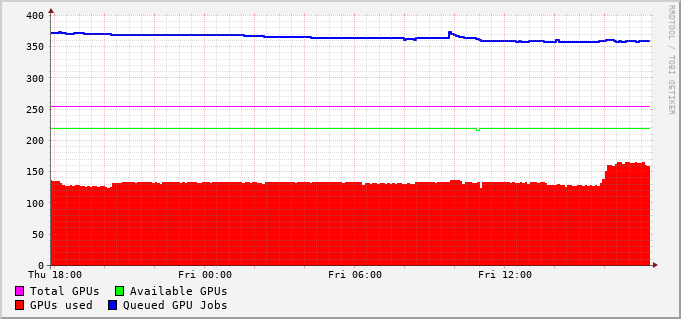 400
350
300
250
200
150
100
50
0
Thu 18:00 Fri 00:00 Fri 06:00 Fri 12:00
Total GPUs Available GPUs
GPUs used Queued GPU Jobs
RRDTOOL / TOBI OETIKER